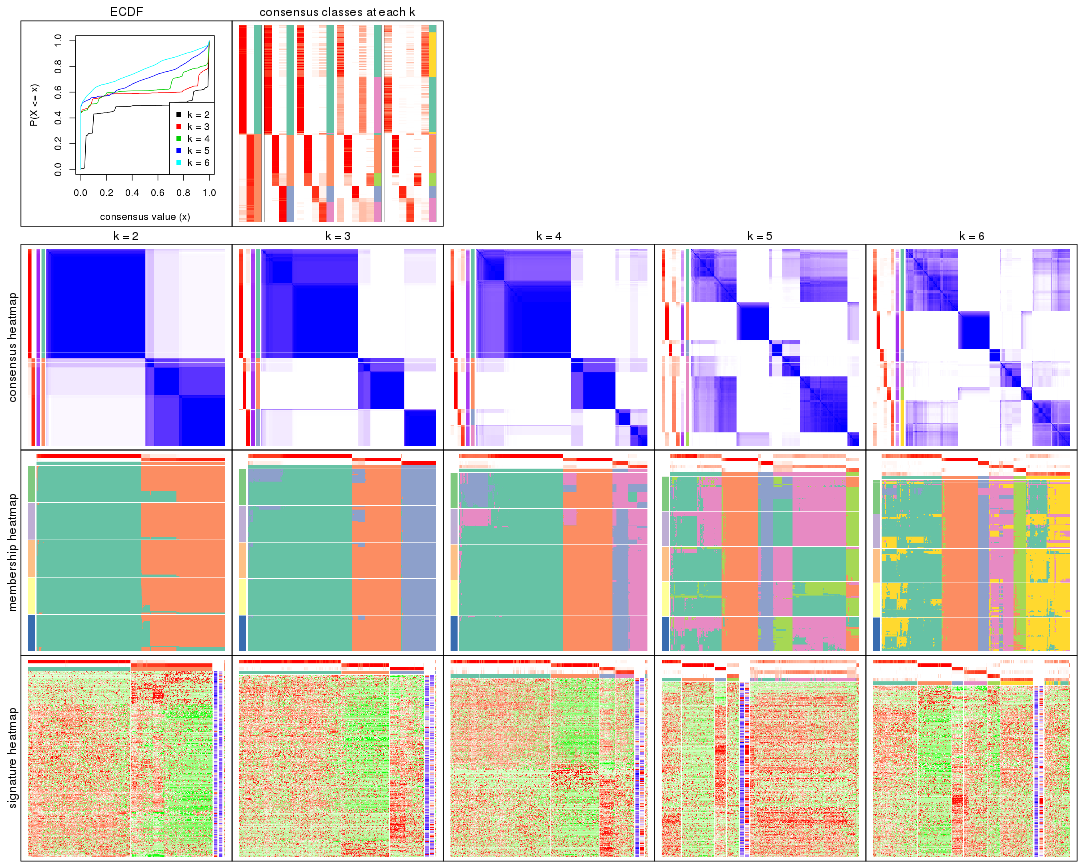 ECDF
consensus classes at each k
P(X <= x)
0.0 0.2 0.4 0.6 0.8 1.0
k = 2
k = 3
k = 4
k = 5
k = 6
0.0 0.2 0.4 0.6 0.8 1.0
consensus value (x)
k = 2
k = 3
k = 4
k = 5
k = 6
consensus heatmap
membership heatmap
signature heatmap